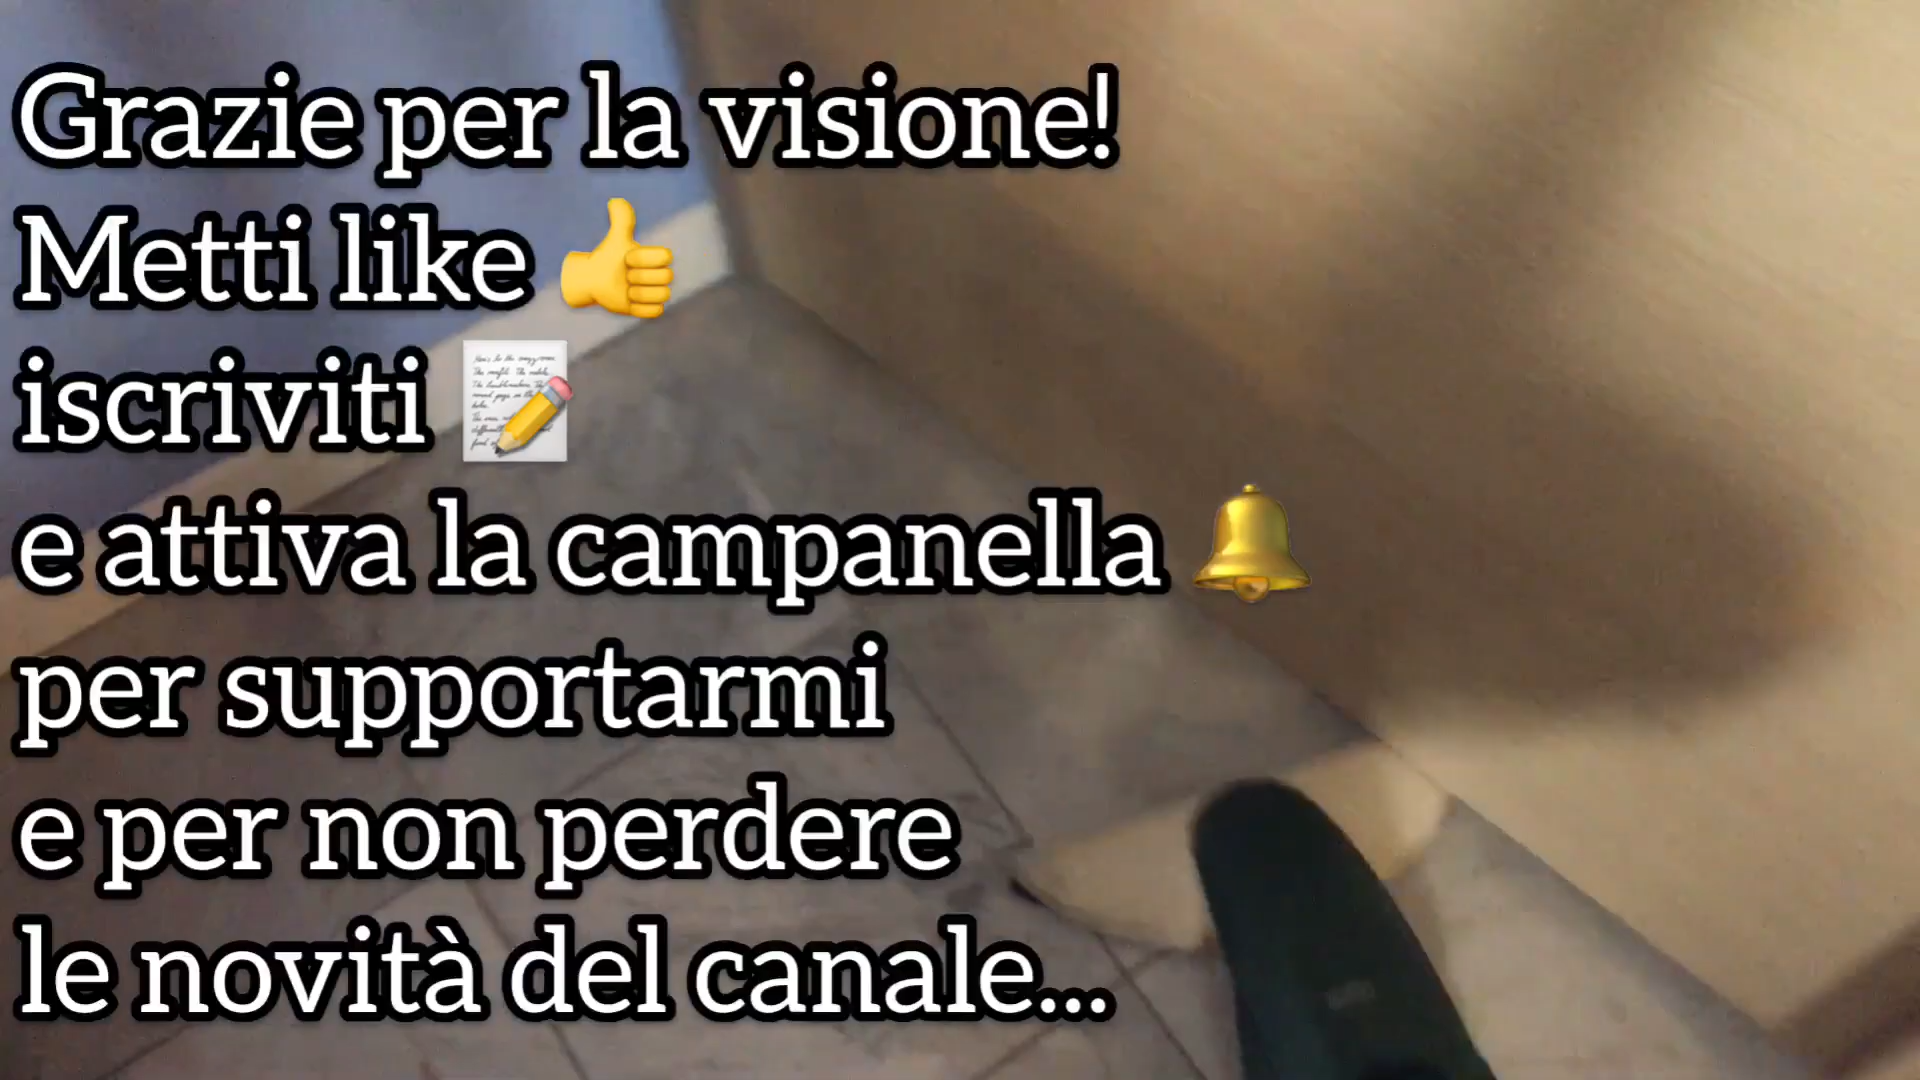 Grazie per la visione!
Metti like 👍
iscriviti 📝
e attiva la campanella 🔔
per supportarmi
e per non perdere
le novità del canale...